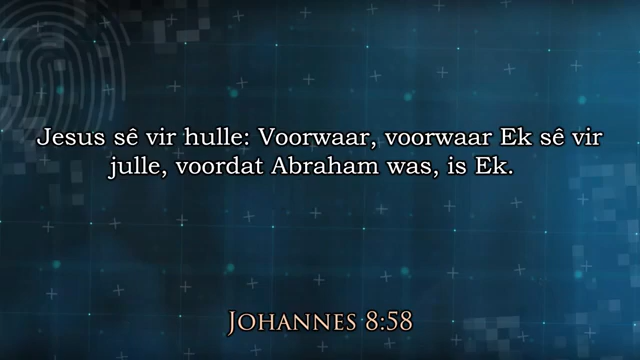 Jesus sê vir hulle: Voorwaar, voorwaar Ek sê vir
julle, voordat Abraham was, is Ek.
Johannes 8:58